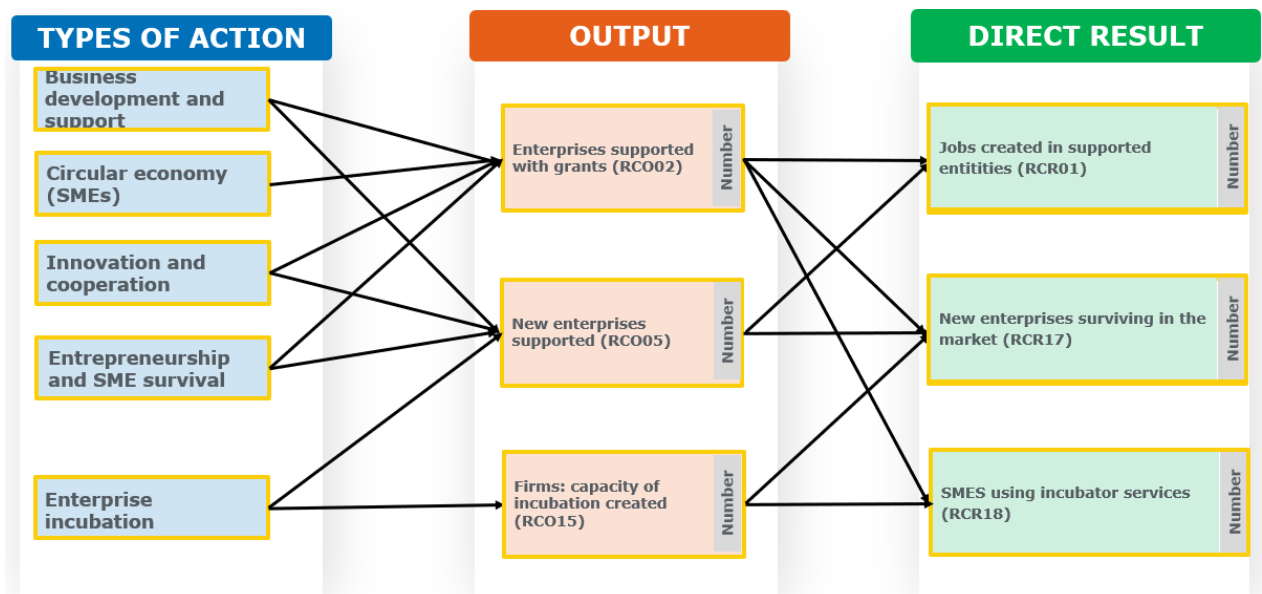 TYPES OF ACTION
Business
development and
support
Circular economy
(SMEs)
Innovation and
cooperation
Entrepreneurship
and SME survival
Enterprise
incubation
OUTPUT
Enterprises supported
with grants (RCO02)
Number
New enterprises
supported (RCO05)
Number
Firms: capacity of
incubation created
(RCO15)
Number
DIRECT RESULT
Jobs created in supported
entitities (RCR01)
Number
New enterprises surviving in the
market (RCR17)
Number
SMES using incubator services
(RCR18)
Number